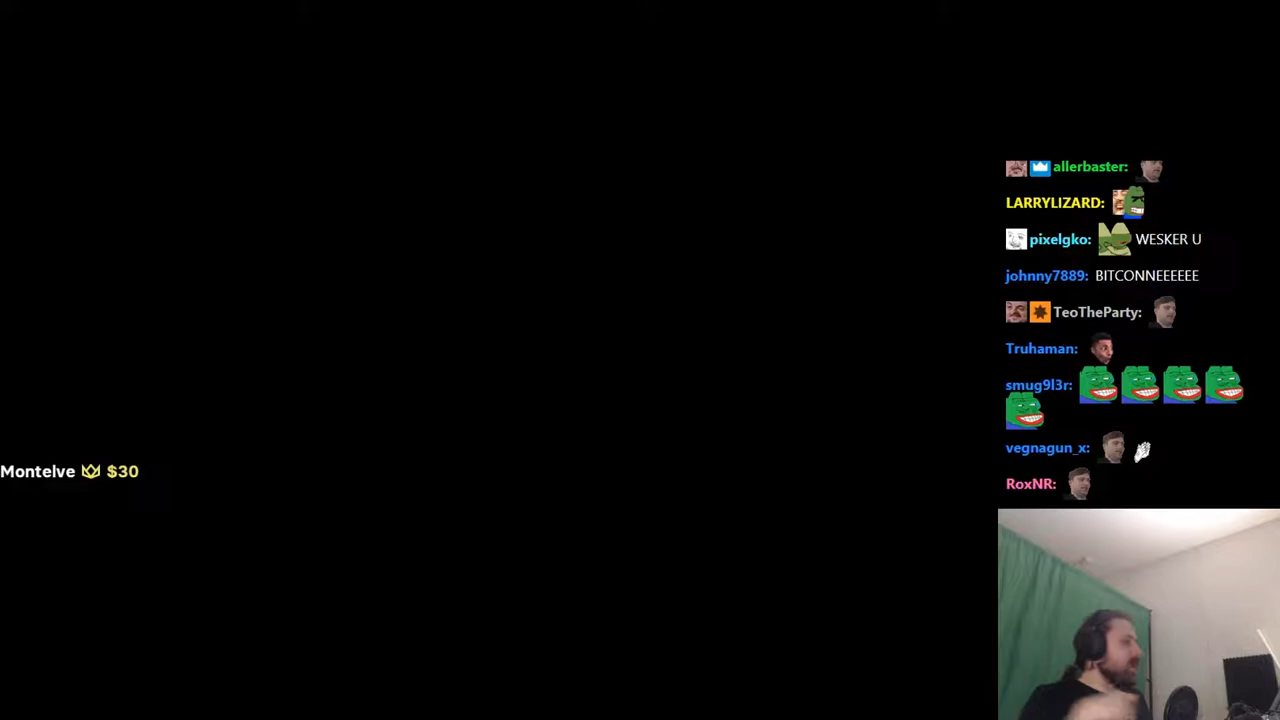 allerbaster:
LARRYLIZARD:
pixelgko: WESKER U
johnny7889: BITCONNEEEEEE
TeoTheParty:
Truhaman:
smug9l3r:
vegnagun_x:
Montelve $30
RoxNR: